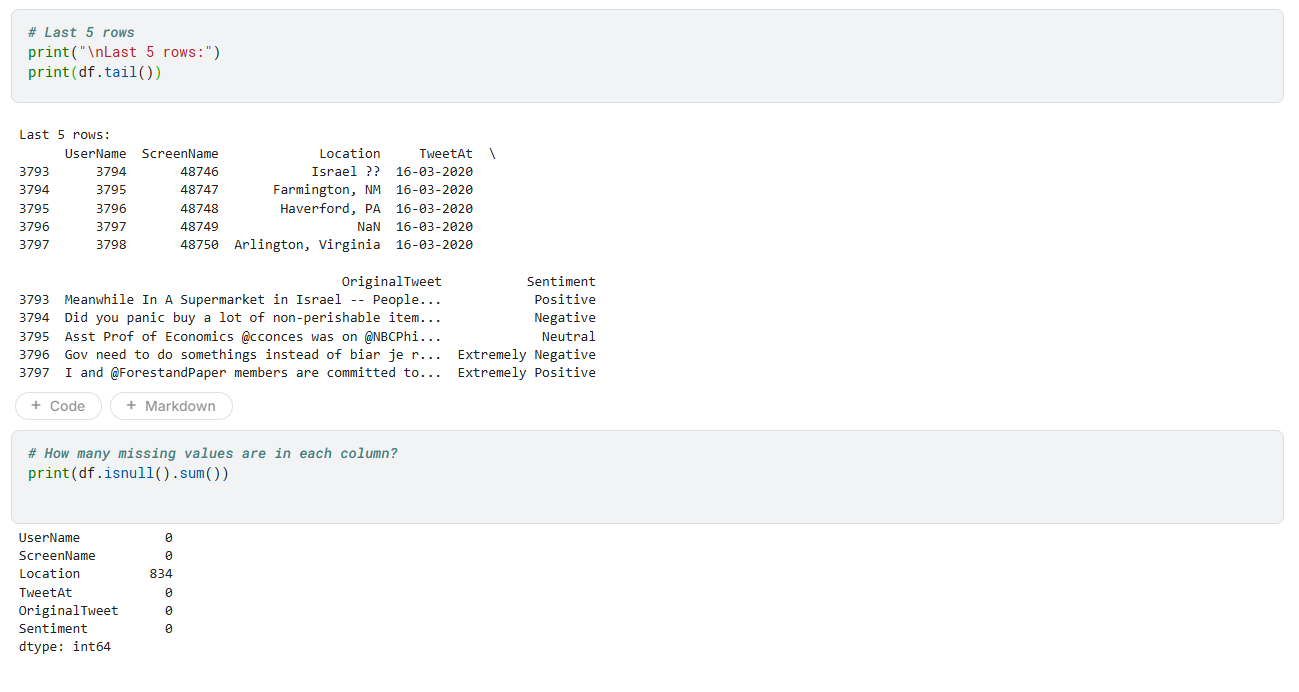 # Last 5 rows
print("\nLast 5 rows:")
print(df.tail())
Last 5 rows:
      UserName  ScreenName             Location     TweetAt  \
3793      3794       48746            Israel ??  16-03-2020
3794      3795       48747       Farmington, NM  16-03-2020
3795      3796       48748        Haverford, PA  16-03-2020
3796      3797       48749                  NaN  16-03-2020
3797      3798       48750  Arlington, Virginia  16-03-2020
                                          OriginalTweet           Sentiment
3793  Meanwhile In A Supermarket in Israel -- People...            Positive
3794  Did you panic buy a lot of non-perishable item...            Negative
3795  Asst Prof of Economics @cconces was on @NBCPhi...             Neutral
3796  Gov need to do somethings instead of biar je r...  Extremely Negative
3797  I and @ForestandPaper members are committed to...  Extremely Positive
+ Code + Markdown
# How many missing values are in each column?
print(df.isnull().sum())
UserName           0
ScreenName         0
Location         834
TweetAt            0
OriginalTweet      0
Sentiment          0
dtype: int64